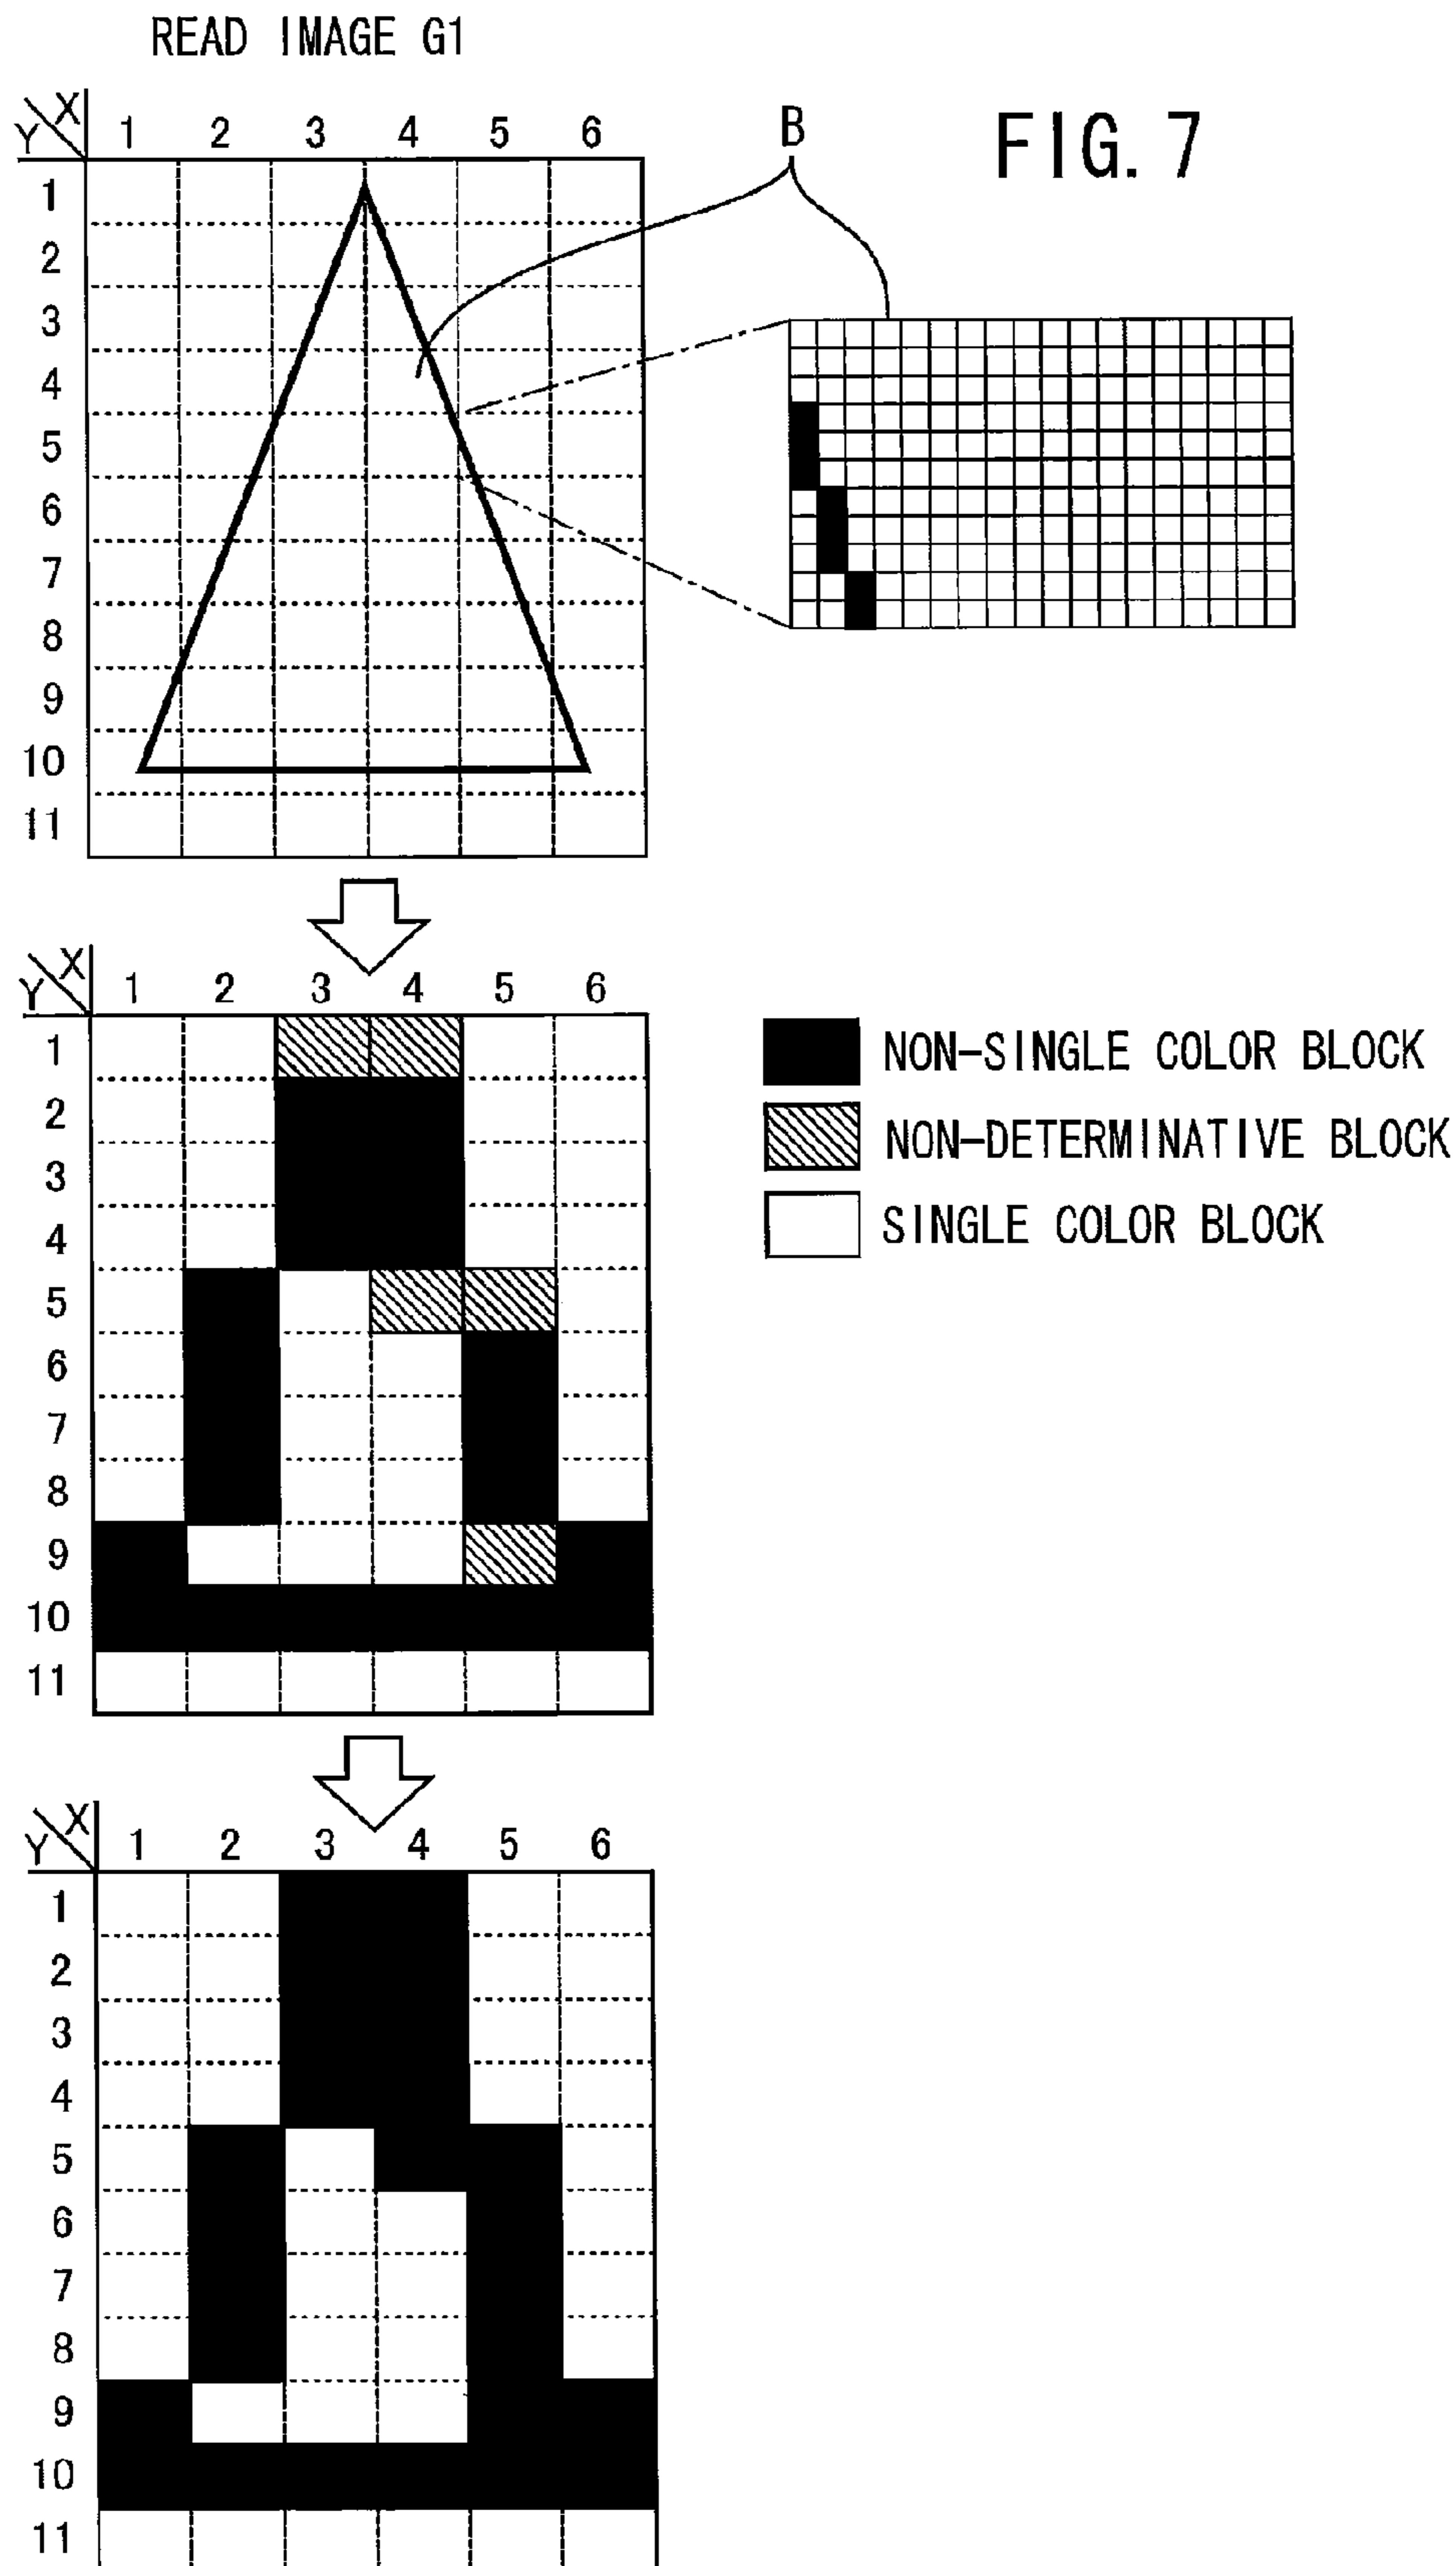 READ IMAGE G1
FIG. 7
B
X
Y
1 2 3 4 5 6
1
2
3
4
5
6
7
8
9
10
11
X
Y
1 2 3 4 5 6
1
2
3
4
5
6
7
8
9
10
11
NON-SINGLE COLOR BLOCK
NON-DETERMINATIVE BLOCK
SINGLE COLOR BLOCK
X
Y
1 2 3 4 5 6
1
2
3
4
5
6
7
8
9
10
11